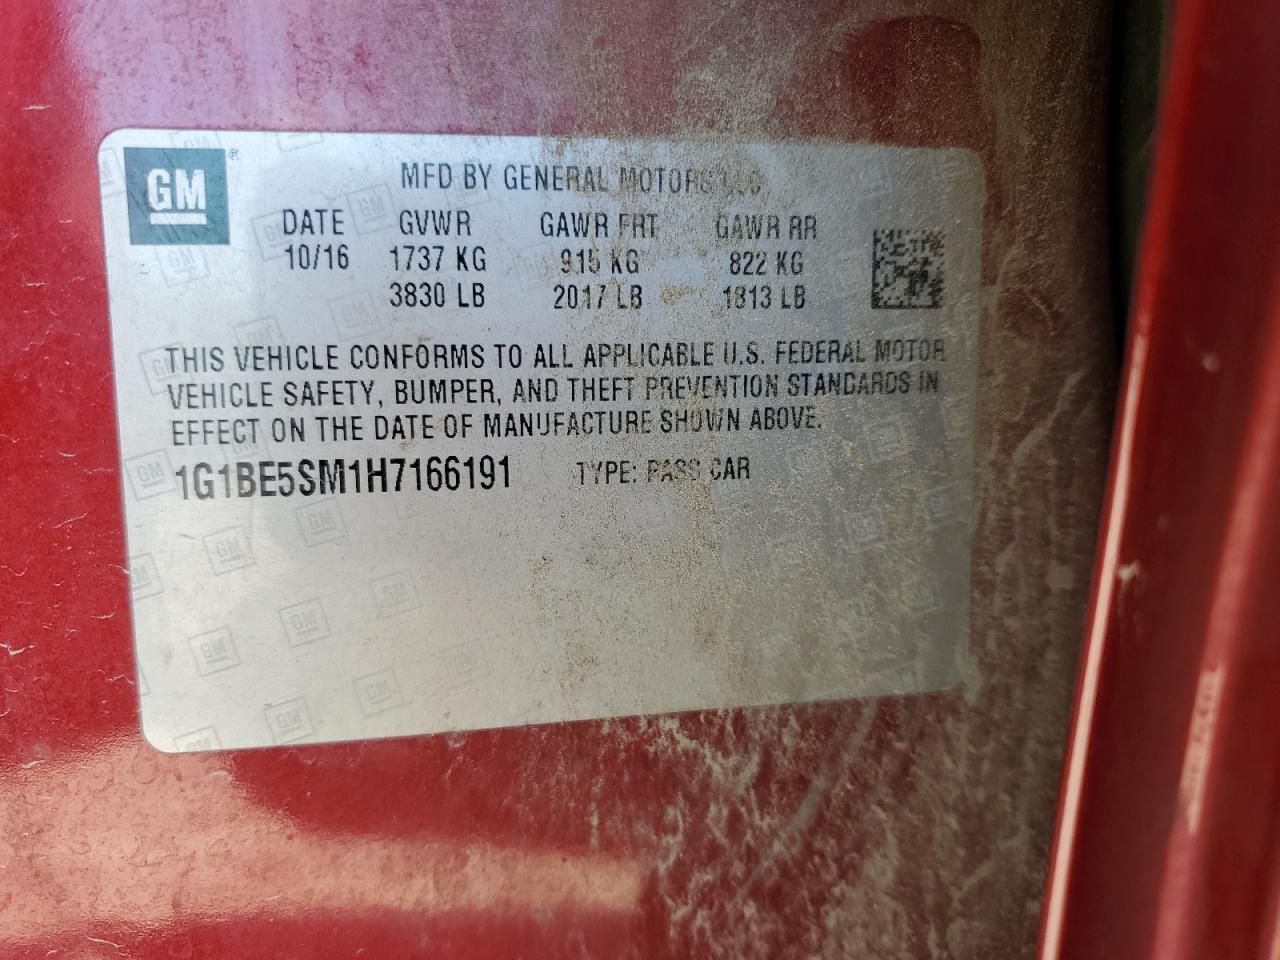 GM ®
MFD BY GENERAL MOTORS LLC
DATE GVWR GAWR FRT GAWR RR
10/16 1737 KG 915 KG 822 KG
3830 LB 2017 LB 1813 LB
THIS VEHICLE CONFORMS TO ALL APPLICABLE U.S. FEDERAL MOTOR
VEHICLE SAFETY, BUMPER, AND THEFT PREVENTION STANDARDS IN
EFFECT ON THE DATE OF MANUFACTURE SHOWN ABOVE.
1G1BE5SM1H7166191 TYPE: PASS CAR